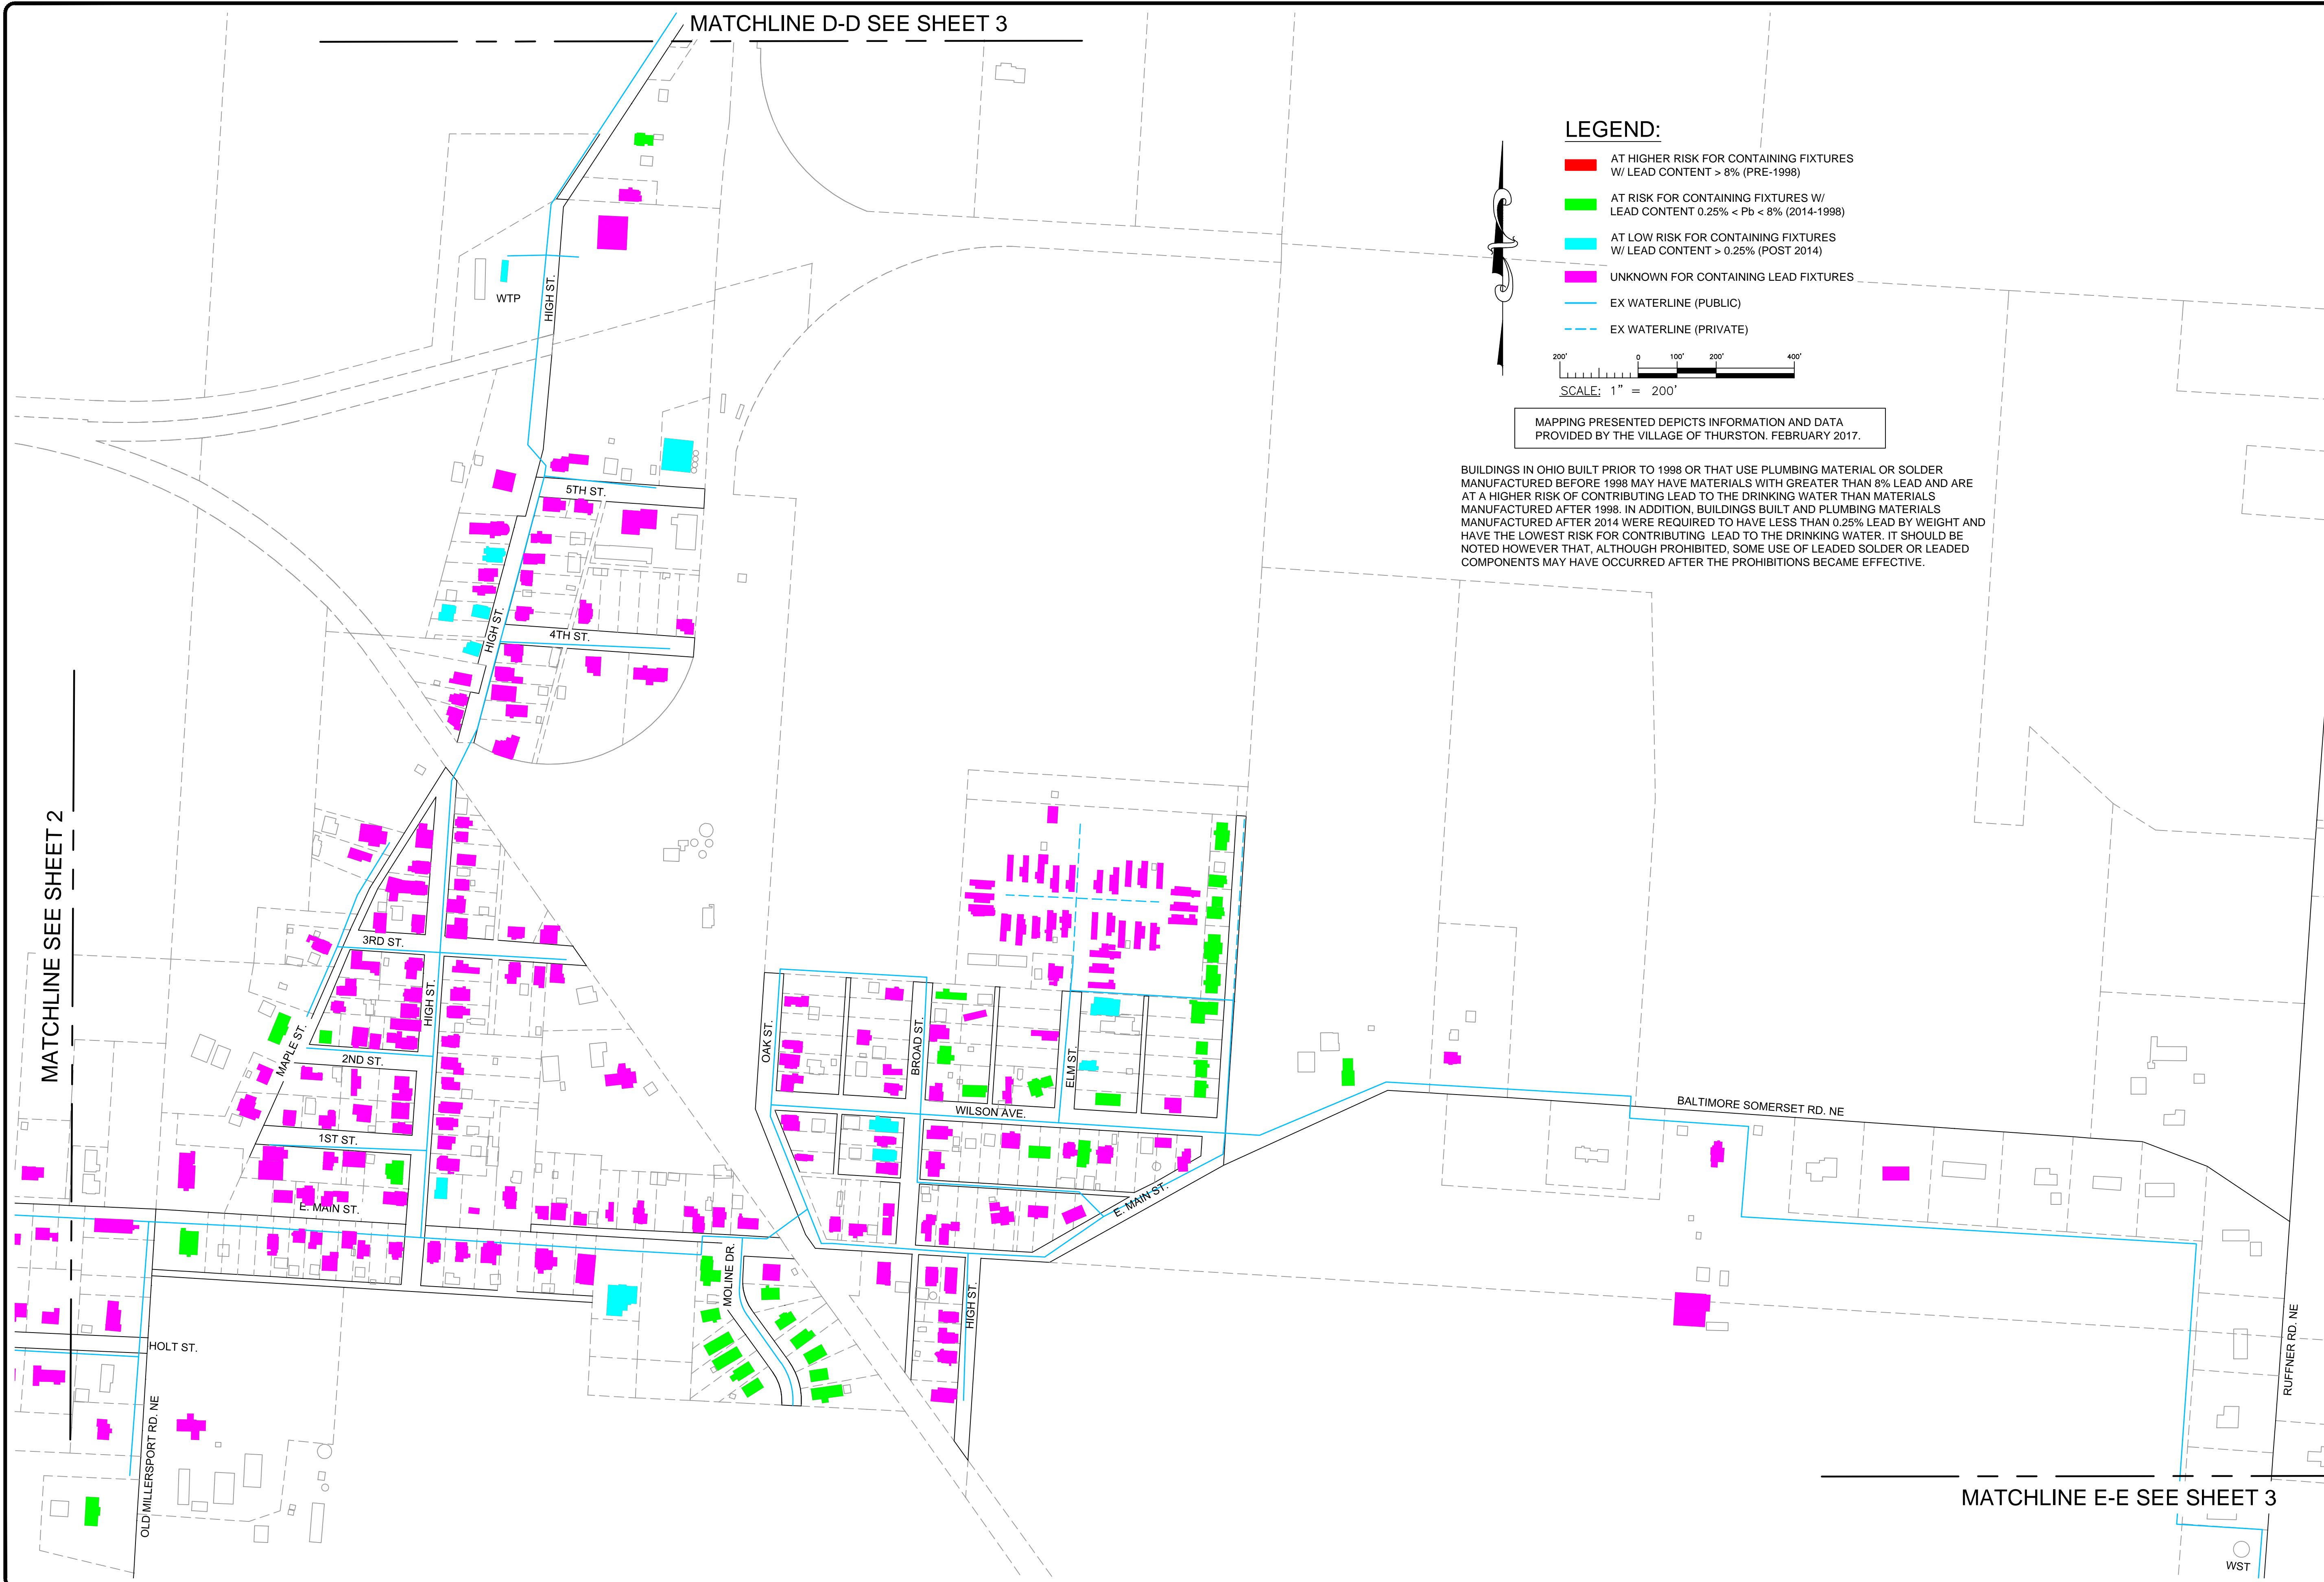 MATCHLINE D-D SEE SHEET 3
LEGEND:
AT HIGHER RISK FOR CONTAINING FIXTURES
W/ LEAD CONTENT > 8% (PRE-1998)
AT RISK FOR CONTAINING FIXTURES W/
LEAD CONTENT 0.25% < Pb < 8% (2014-1998)
AT LOW RISK FOR CONTAINING FIXTURES
W/ LEAD CONTENT > 0.25% (POST 2014)
UNKNOWN FOR CONTAINING LEAD FIXTURES
EX WATERLINE (PUBLIC)
EX WATERLINE (PRIVATE)
200' 0 100' 200' 400'
SCALE: 1" = 200'
MAPPING PRESENTED DEPICTS INFORMATION AND DATA
PROVIDED BY THE VILLAGE OF THURSTON. FEBRUARY 2017.
BUILDINGS IN OHIO BUILT PRIOR TO 1998 OR THAT USE PLUMBING MATERIAL OR SOLDER
MANUFACTURED BEFORE 1998 MAY HAVE MATERIALS WITH GREATER THAN 8% LEAD AND ARE
AT A HIGHER RISK OF CONTRIBUTING LEAD TO THE DRINKING WATER THAN MATERIALS
MANUFACTURED AFTER 1998. IN ADDITION, BUILDINGS BUILT AND PLUMBING MATERIALS
MANUFACTURED AFTER 2014 WERE REQUIRED TO HAVE LESS THAN 0.25% LEAD BY WEIGHT AND
HAVE THE LOWEST RISK FOR CONTRIBUTING LEAD TO THE DRINKING WATER. IT SHOULD BE
NOTED HOWEVER THAT, ALTHOUGH PROHIBITED, SOME USE OF LEADED SOLDER OR LEADED
COMPONENTS MAY HAVE OCCURRED AFTER THE PROHIBITIONS BECAME EFFECTIVE.
WTP
HIGH ST.
5TH ST.
HIGH ST.
4TH ST.
MATCHLINE SEE SHEET 2
3RD ST.
HIGH ST.
MAPLE ST.
2ND ST.
1ST ST.
E. MAIN ST.
OAK ST.
BROAD ST.
ELM ST.
WILSON AVE.
E. MAIN ST.
BALTIMORE SOMERSET RD. NE
MOLINE DR.
HIGH ST.
HOLT ST.
OLD MILLERSPORT RD. NE
RUFFNER RD. NE
MATCHLINE E-E SEE SHEET 3
WST